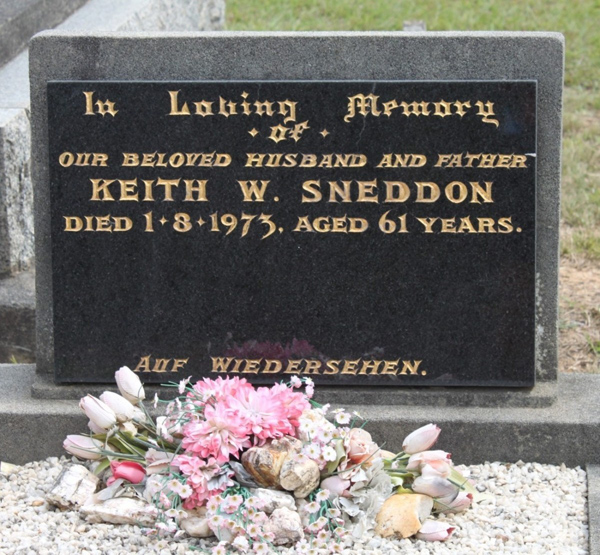 In Loving Memory
• of •
OUR BELOVED HUSBAND AND FATHER
KEITH W. SNEDDON
DIED 1•8•1973, AGED 61 YEARS.
AUF WIEDERSEHEN.